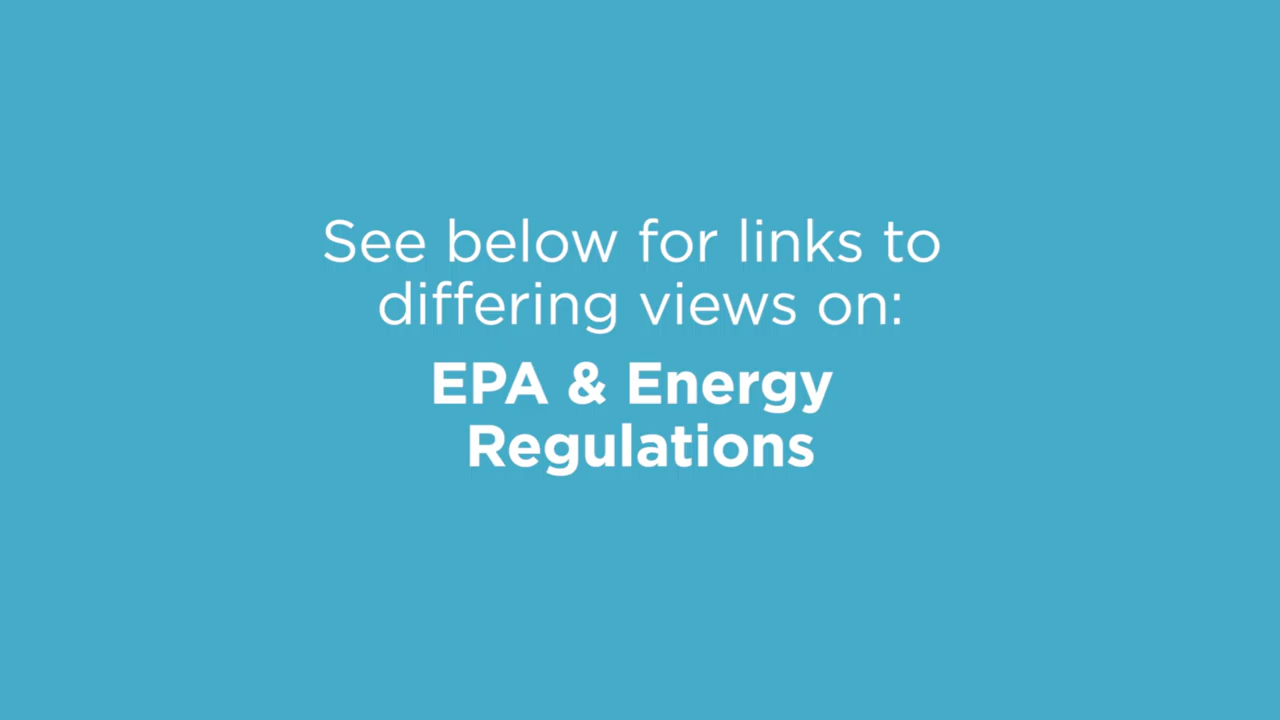 See below for links to
differing views on:
EPA & Energy
Regulations